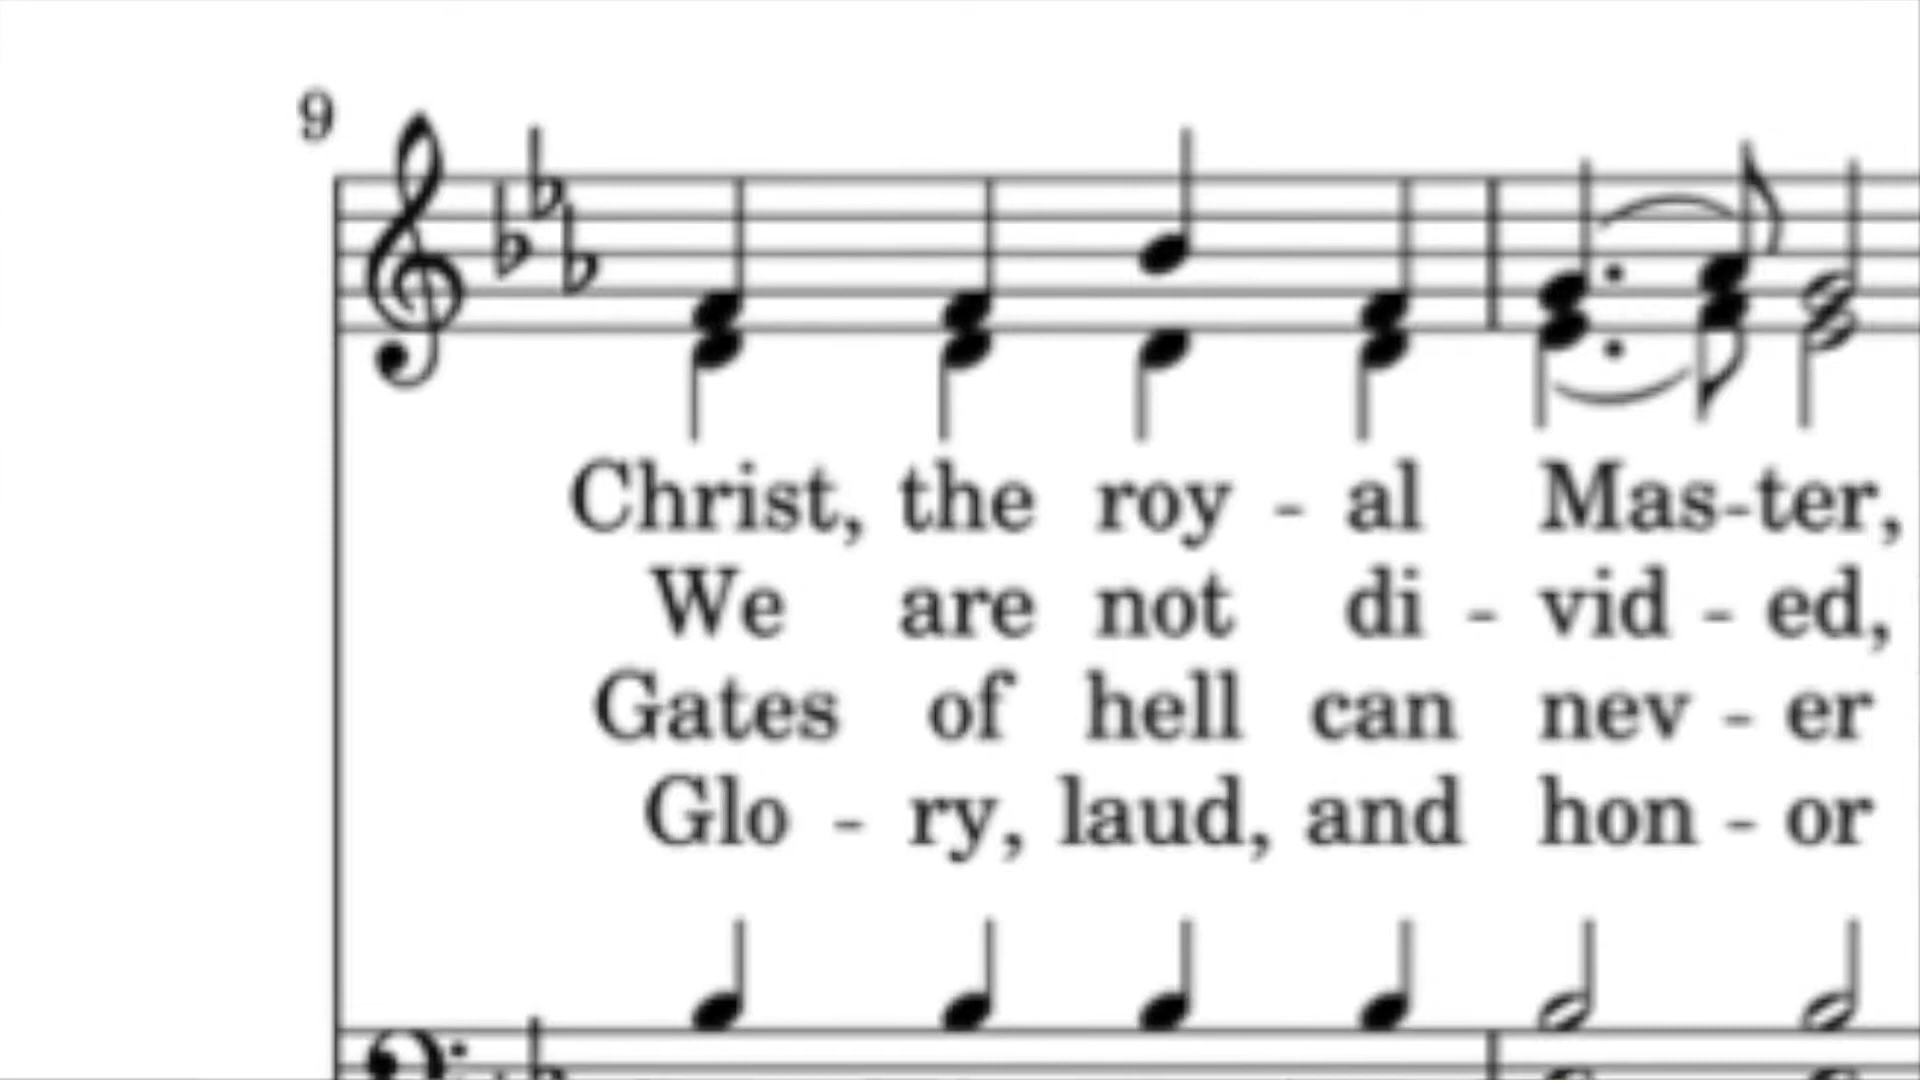 9
Christ, the roy - al Mas-ter,
We are not di - vid - ed,
Gates of hell can nev - er
Glo - ry, laud, and hon - or